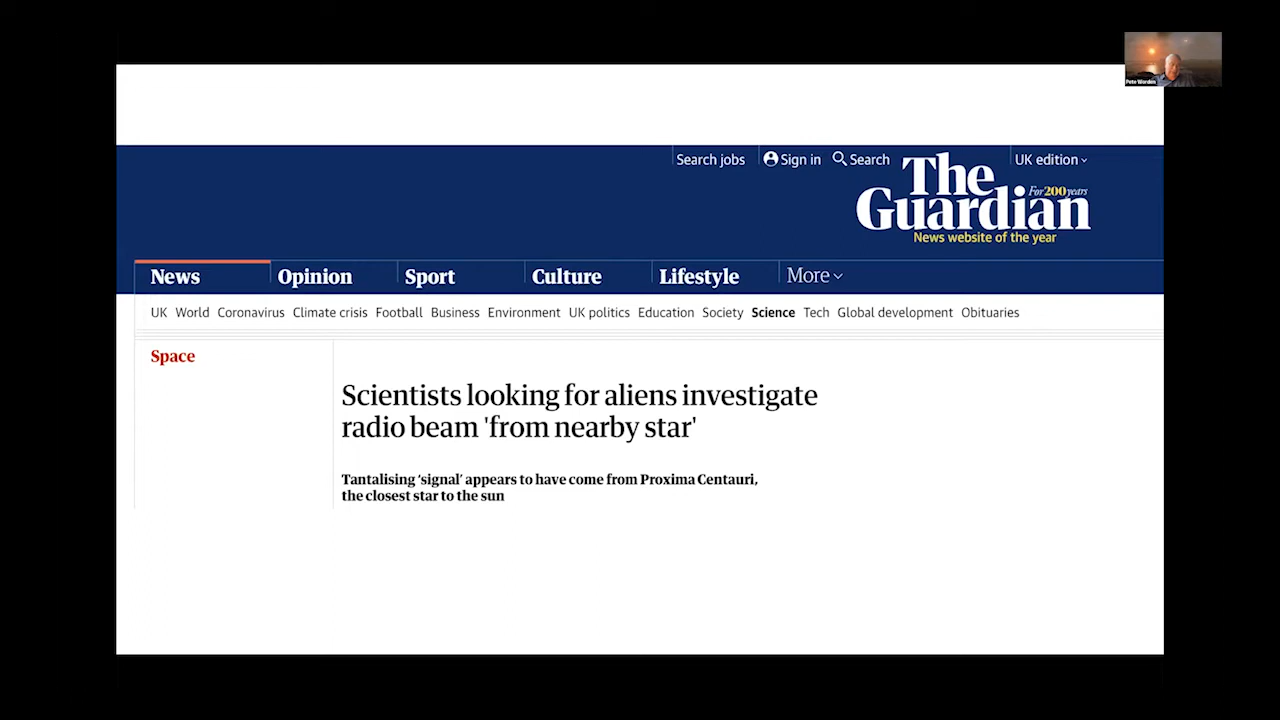 Pete Worden
Search jobs
Sign in
Search
UK edition
The
Guardian
For 200 years
News website of the year
News
Opinion
Sport
Culture
Lifestyle
More
UK World Coronavirus Climate crisis Football Business Environment UK politics Education Society Science Tech Global development Obituaries
Space
Scientists looking for aliens investigate
radio beam 'from nearby star'
Tantalising ‘signal’ appears to have come from Proxima Centauri,
the closest star to the sun